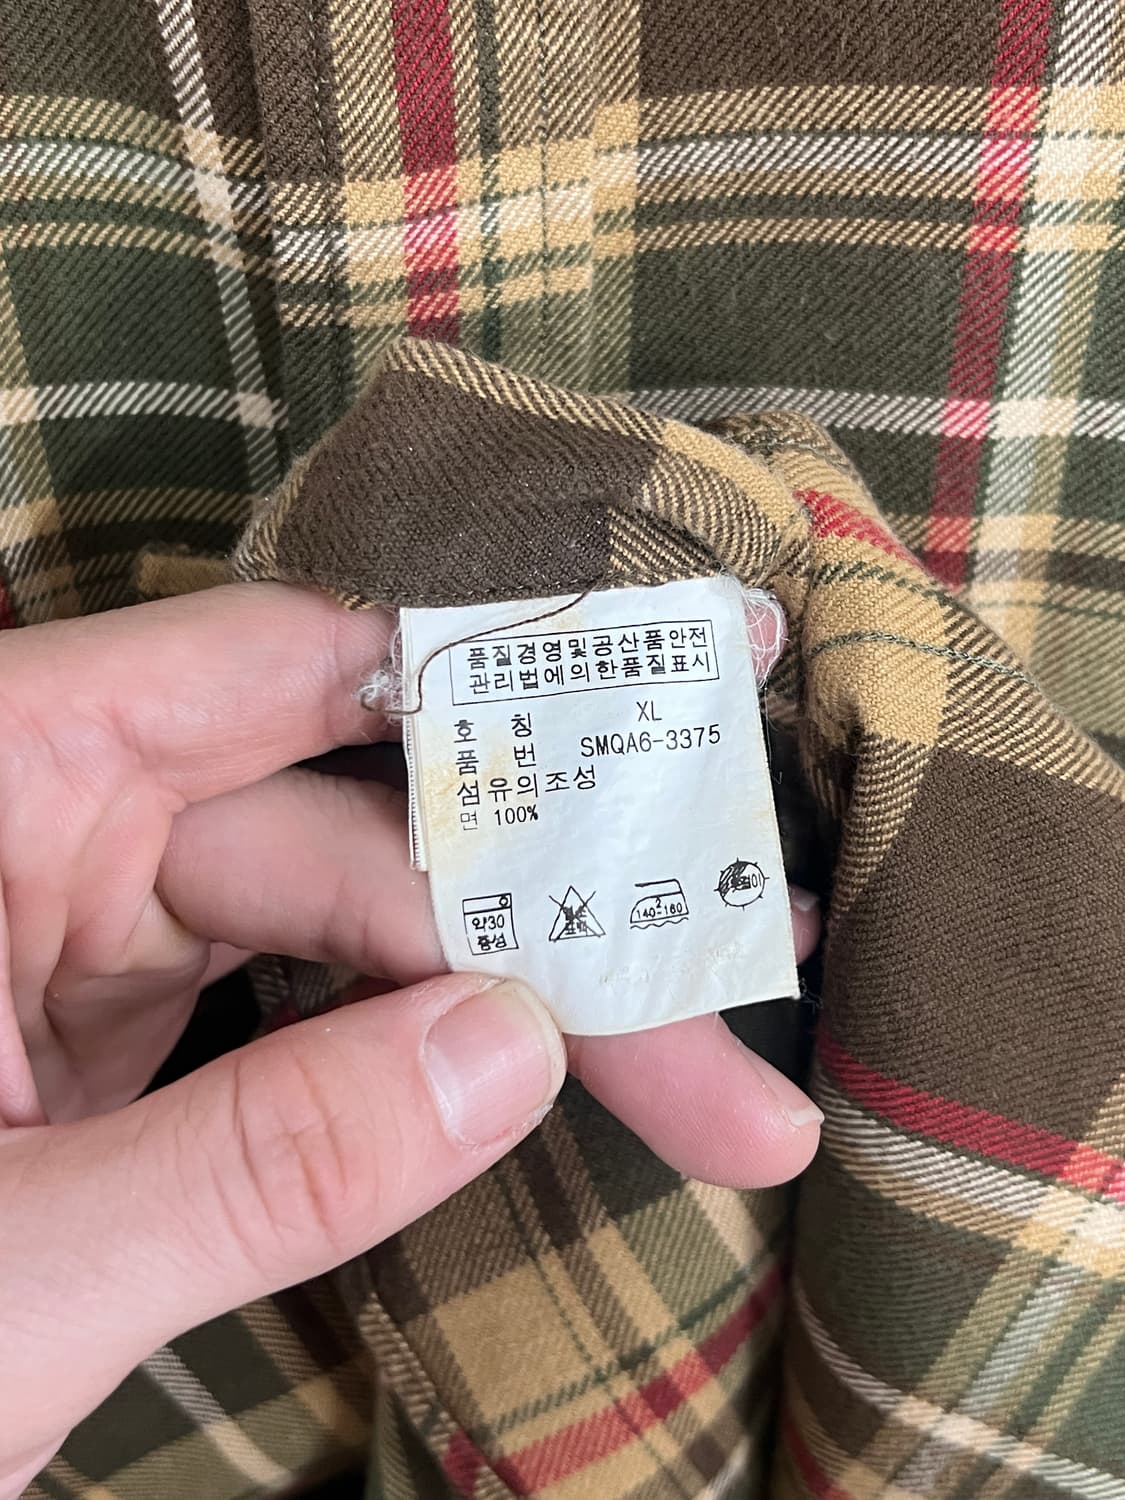 품질경영및공산품안전
관리법에의한품질표시
호 칭 XL
품 번 SMQA6-3375
섬유의조성
면 100%
약30
중성
2
140-160